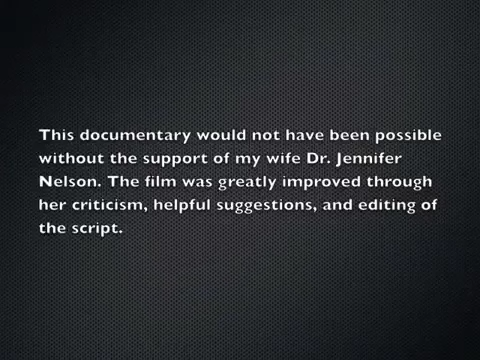 This documentary would not have been possible
without the support of my wife Dr. Jennifer
Nelson. The film was greatly improved through
her criticism, helpful suggestions, and editing of
the script.